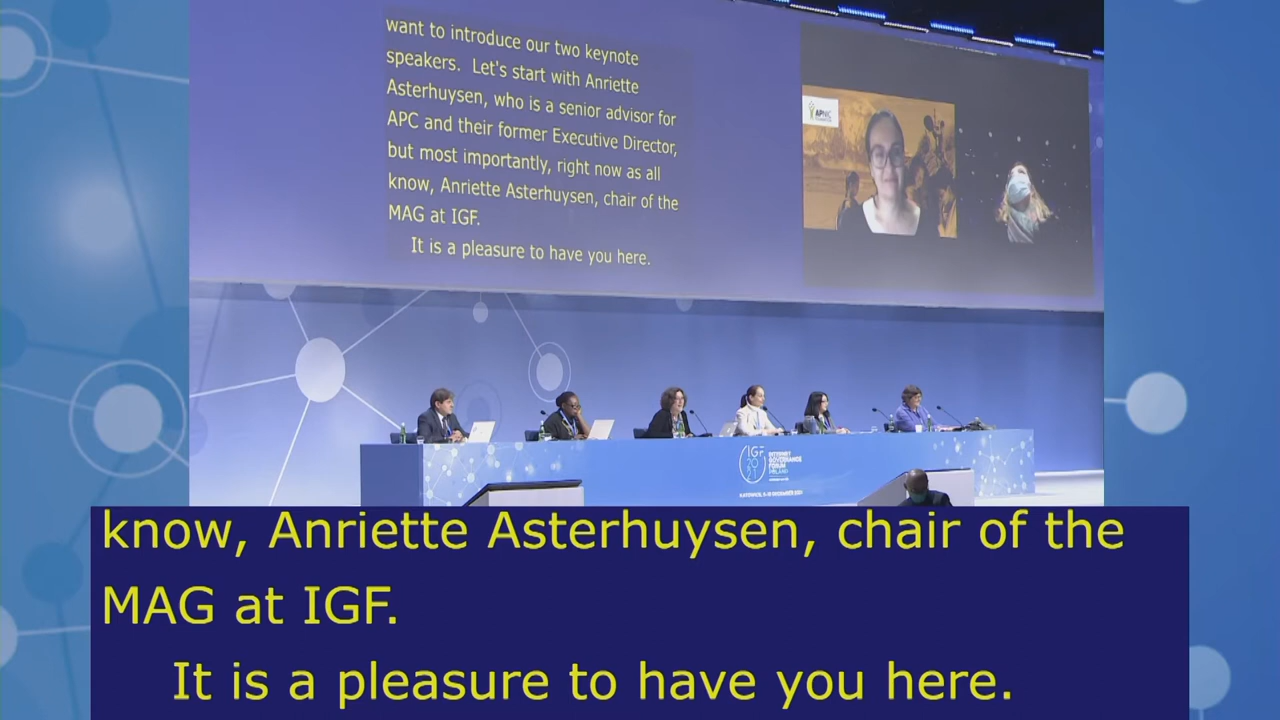 want to introduce our two keynote
speakers. Let's start with Anriette
Asterhuysen, who is a senior advisor for
APC and their former Executive Director,
but most importantly, right now as all
know, Anriette Asterhuysen, chair of the
MAG at IGF.
It is a pleasure to have you here.
APNIC
IGF
2021
INTERNET
GOVERNANCE
FORUM
POLAND
know, Anriette Asterhuysen, chair of the
MAG at IGF.
It is a pleasure to have you here.